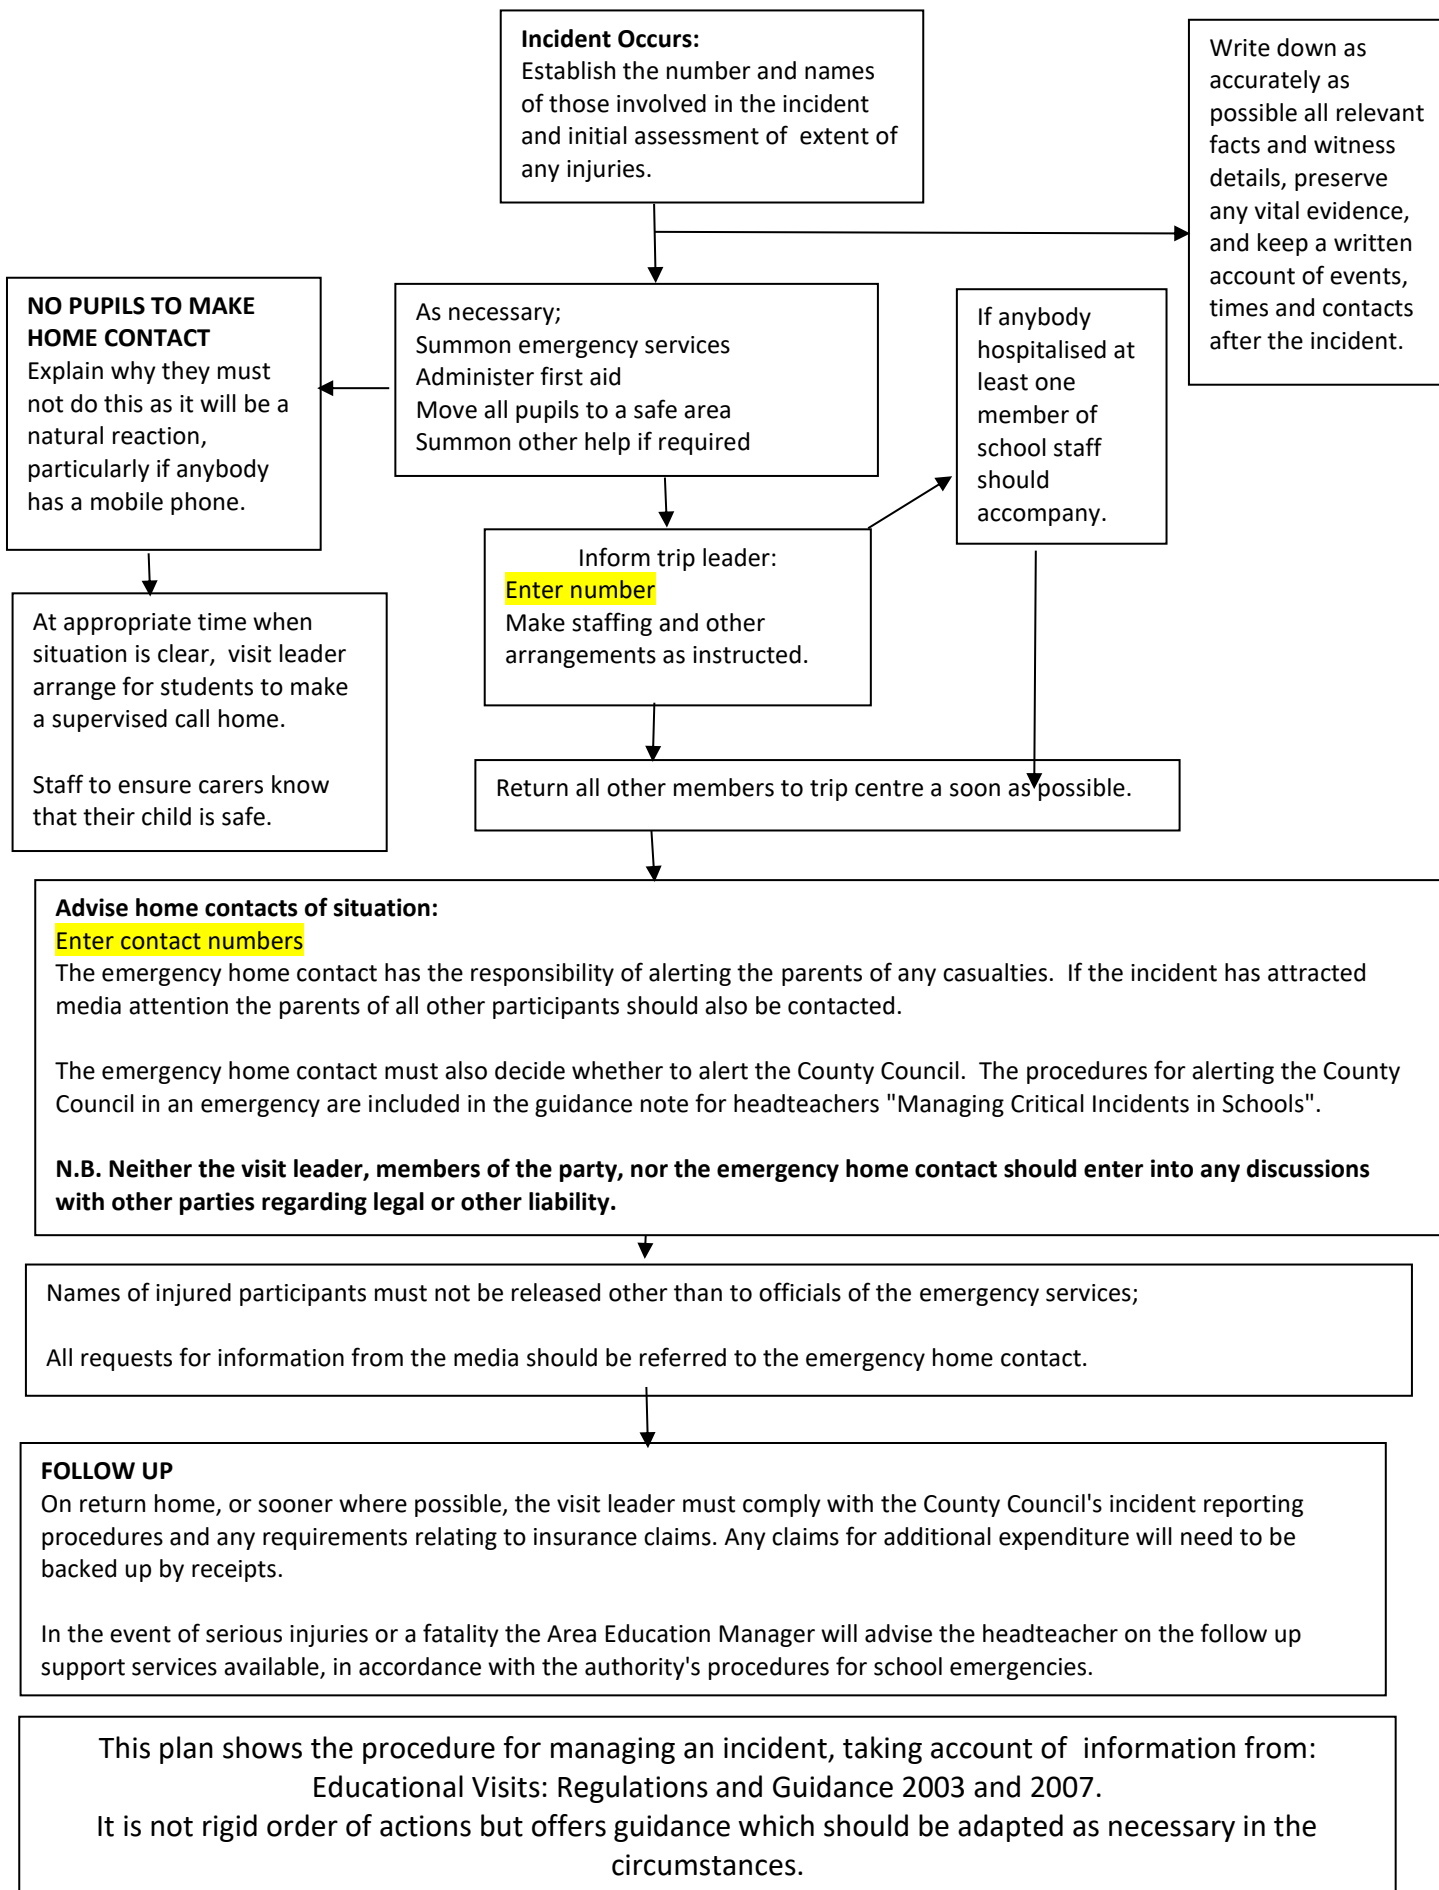 Incident Occurs:
Establish the number and names
of those involved in the incident
and initial assessment of  extent of
any injuries.
Write down as
accurately as
possible all relevant
facts and witness
details, preserve
any vital evidence,
and keep a written
account of events,
times and contacts
after the incident.
NO PUPILS TO MAKE
HOME CONTACT
Explain why they must
not do this as it will be a
natural reaction,
particularly if anybody
has a mobile phone.
As necessary;
Summon emergency services
Administer first aid
Move all pupils to a safe area
Summon other help if required
If anybody
hospitalised at
least one
member of
school staff
should
accompany.
Inform trip leader:
Enter number
Make staffing and other
arrangements as instructed.
At appropriate time when
situation is clear,  visit leader
arrange for students to make
a supervised call home.
Staff to ensure carers know
that their child is safe.
Return all other members to trip centre a soon as possible.
Advise home contacts of situation:
Enter contact numbers
The emergency home contact has the responsibility of alerting the parents of any casualties.  If the incident has attracted
media attention the parents of all other participants should also be contacted.
The emergency home contact must also decide whether to alert the County Council.  The procedures for alerting the County
Council in an emergency are included in the guidance note for headteachers "Managing Critical Incidents in Schools".
N.B. Neither the visit leader, members of the party, nor the emergency home contact should enter into any discussions
with other parties regarding legal or other liability.
Names of injured participants must not be released other than to officials of the emergency services;
All requests for information from the media should be referred to the emergency home contact.
FOLLOW UP
On return home, or sooner where possible, the visit leader must comply with the County Council's incident reporting
procedures and any requirements relating to insurance claims. Any claims for additional expenditure will need to be
backed up by receipts.
In the event of serious injuries or a fatality the Area Education Manager will advise the headteacher on the follow up
support services available, in accordance with the authority's procedures for school emergencies.
This plan shows the procedure for managing an incident, taking account of  information from:
Educational Visits: Regulations and Guidance 2003 and 2007.
It is not rigid order of actions but offers guidance which should be adapted as necessary in the
circumstances.